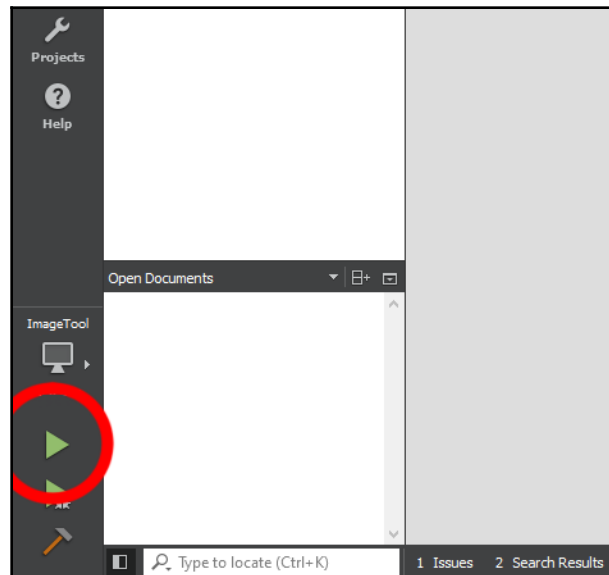 Projects
Help
Open Documents
ImageTool
Type to locate (Ctrl+K)
1 Issues 2 Search Results